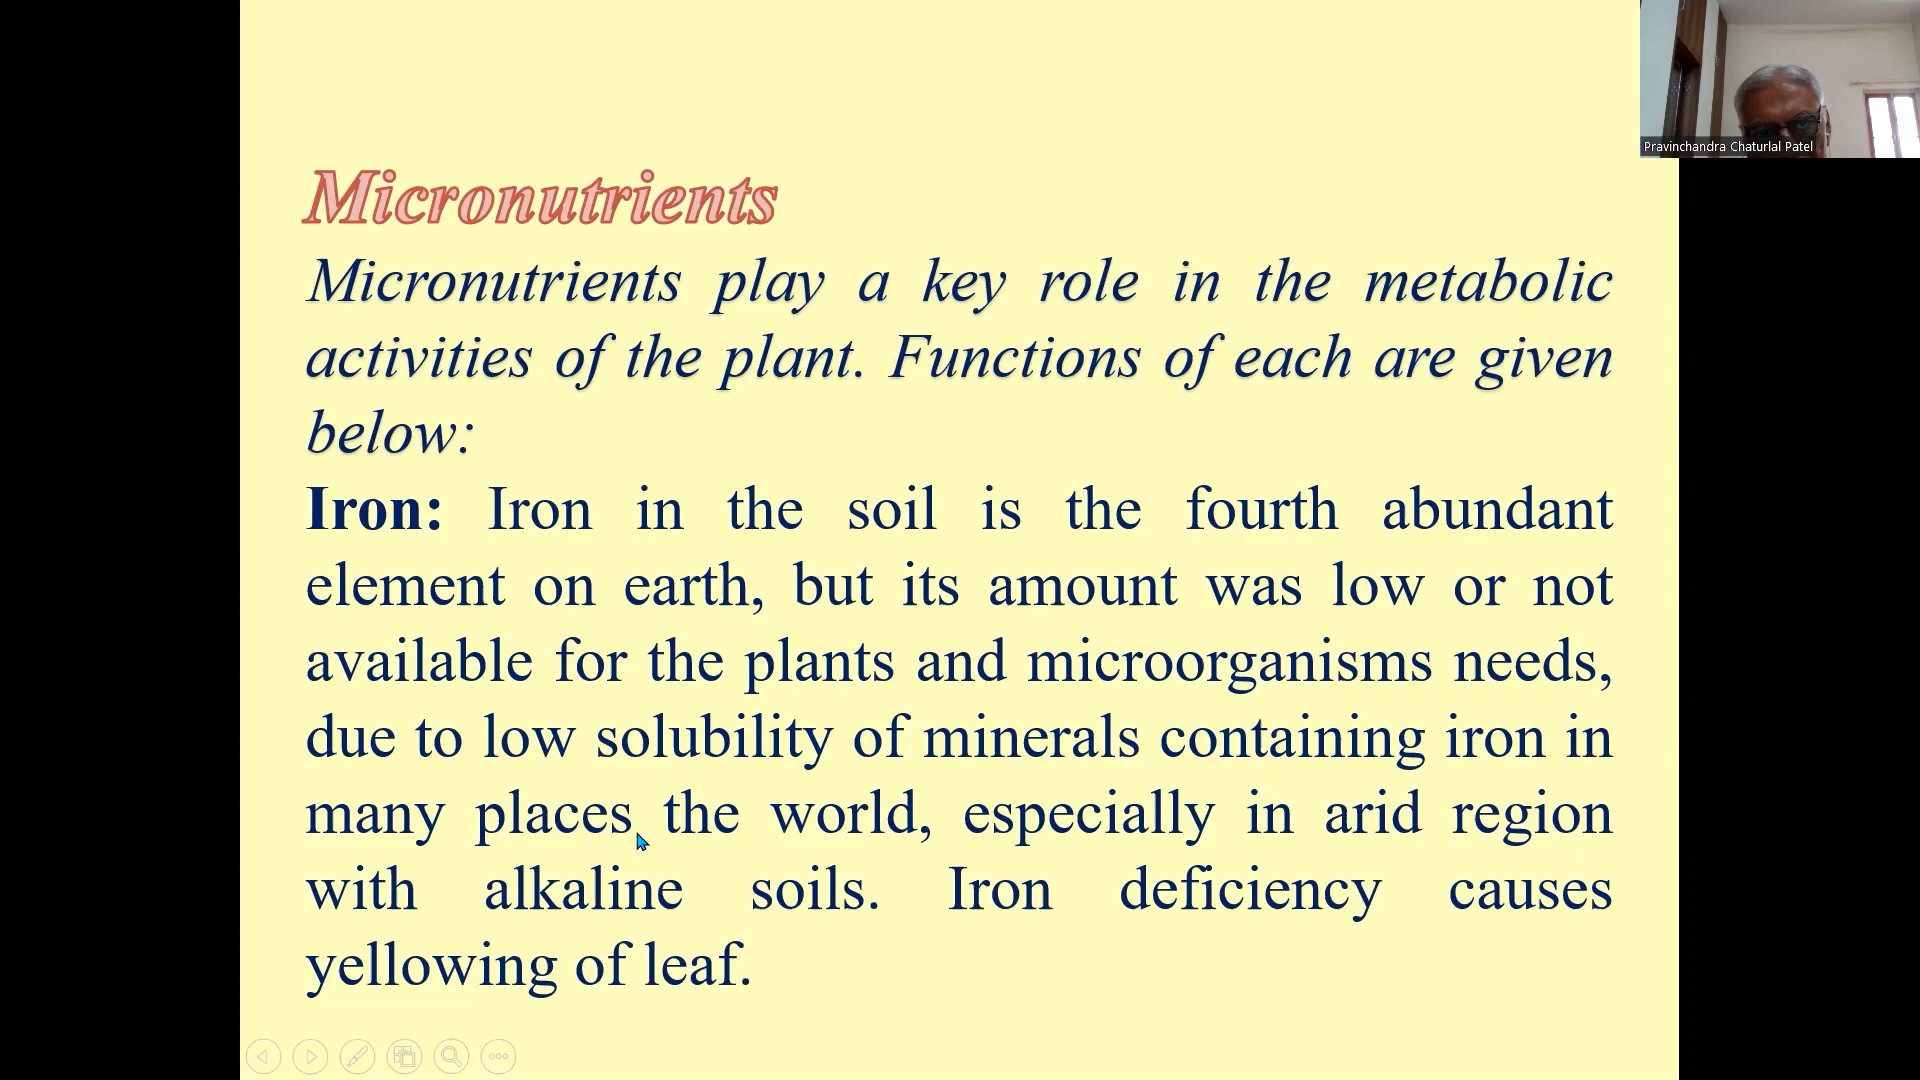 Pravinchandra Chaturlal Patel
Micronutrients
Micronutrients play a key role in the metabolic
activities of the plant. Functions of each are given
below:
Iron: Iron in the soil is the fourth abundant
element on earth, but its amount was low or not
available for the plants and microorganisms needs,
due to low solubility of minerals containing iron in
many places the world, especially in arid region
with alkaline soils. Iron deficiency causes
yellowing of leaf.